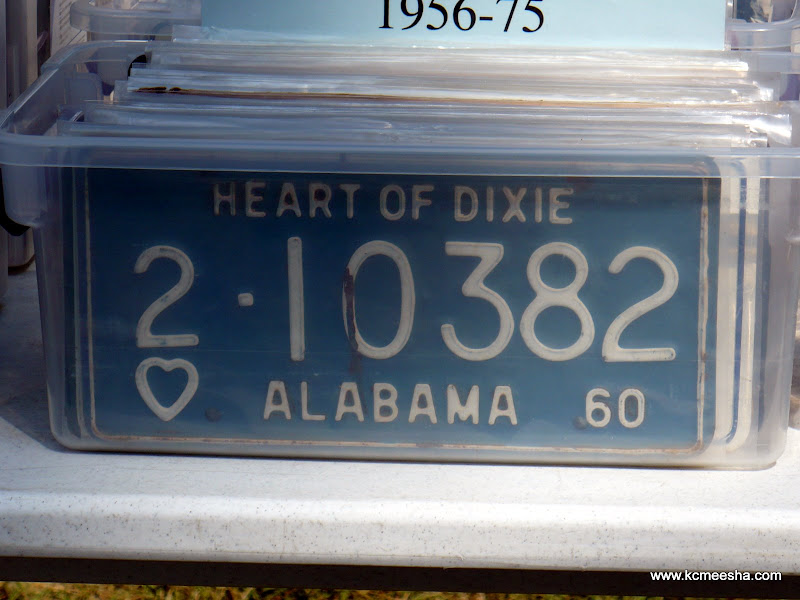 1956-75
HEART OF DIXIE
2·10382
ALABAMA 60
www.kcmeesha.com